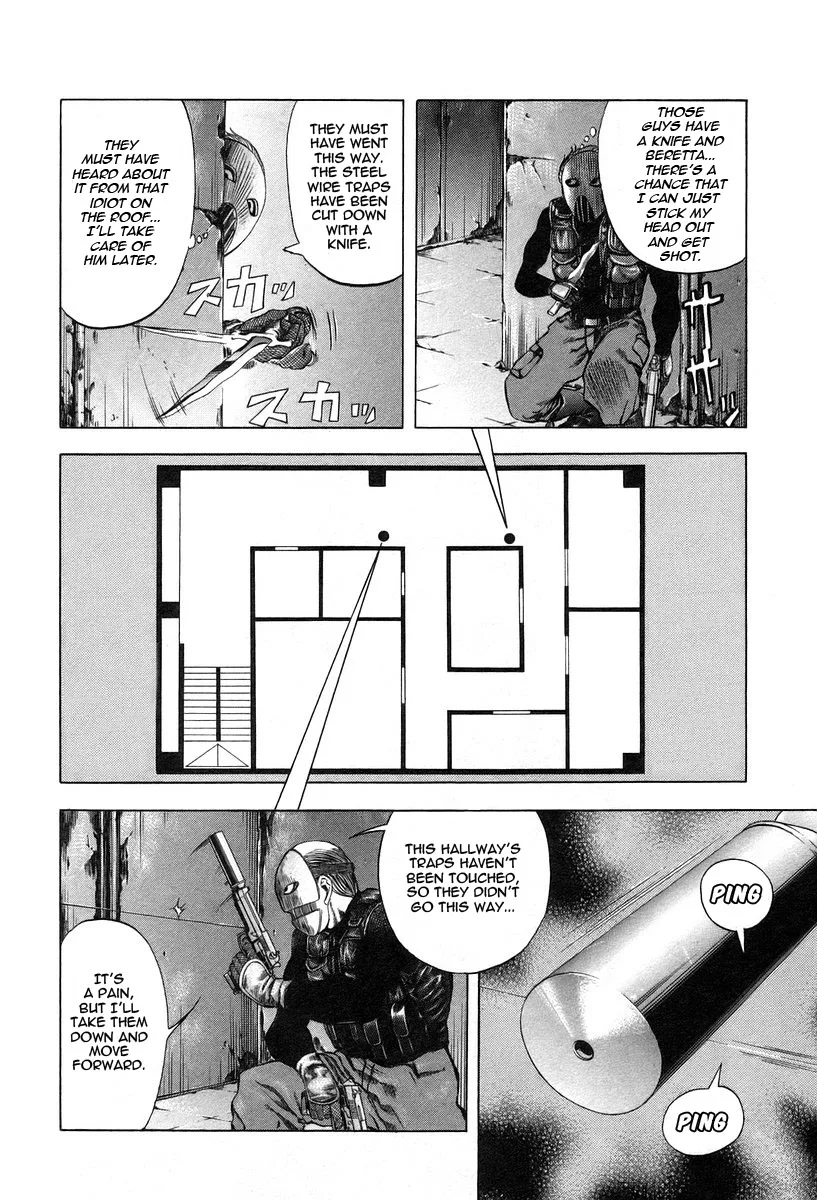 THOSE
GUYS HAVE
A KNIFE AND
BERETTA...
THERE'S A
CHANCE THAT
I CAN JUST
STICK MY
HEAD OUT
AND GET
SHOT.
ササッ
THEY MUST
HAVE WENT
THIS WAY.
THE STEEL
WIRE TRAPS
HAVE BEEN
CUT DOWN
WITH A
KNIFE.
THEY
MUST HAVE
HEARD ABOUT
IT FROM THAT
IDIOT ON
THE ROOF...
I'LL TAKE
CARE OF
HIM LATER.
スカッ
スカッ
PING
PING
THIS HALLWAY'S
TRAPS HAVEN'T
BEEN TOUCHED,
SO THEY DIDN'T
GO THIS WAY...
IT'S
A PAIN,
BUT I'LL
TAKE THEM
DOWN AND
MOVE
FORWARD.